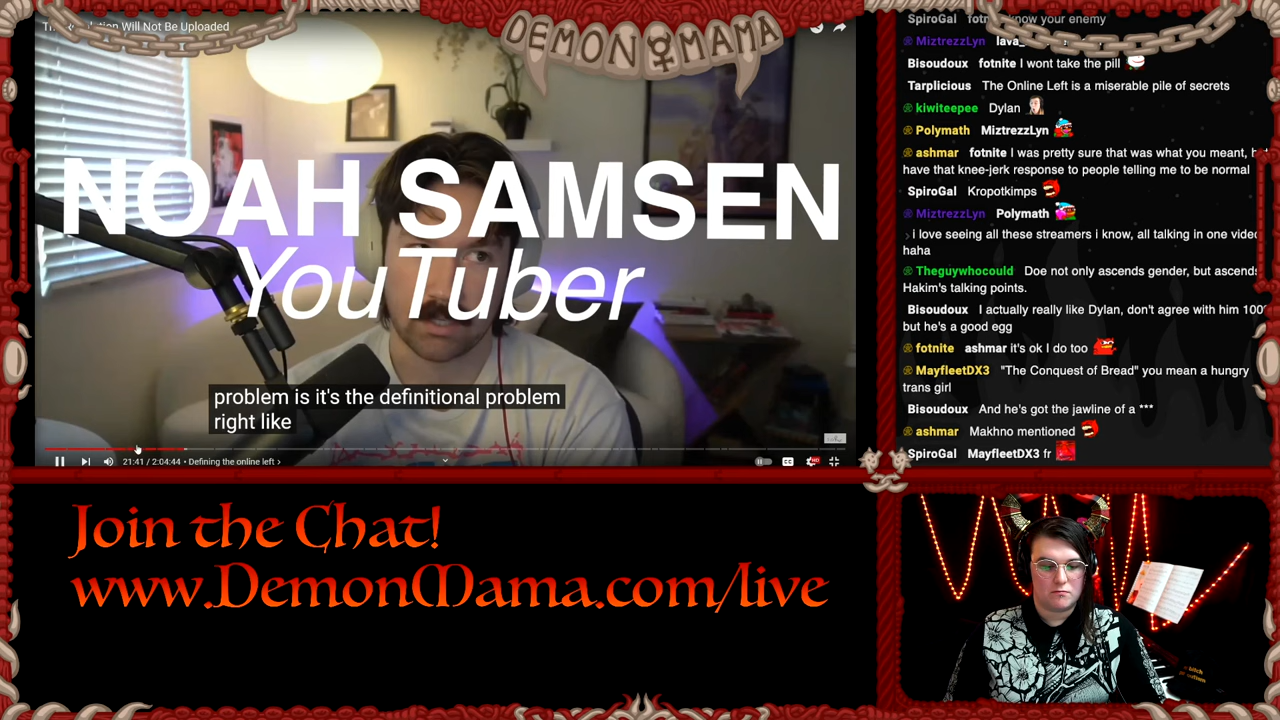 Will Not Be Uploaded
DEMON MAMA
NOAH SAMSEN
YouTuber
problem is it's the definitional problem
right like
21:41 / 2:04:44 • Defining the online left ›
HD
CC
SpiroGal know your enemy
MiztrezzLyn
Bisoudoux fotnite I wont take the pill
Tarplicious The Online Left is a miserable pile of secrets
kiwiteepee Dylan
Polymath MiztrezzLyn
ashmar fotnite I was pretty sure that was what you meant,
have that knee-jerk response to people telling me to be normal
SpiroGal Kropotkimps
MiztrezzLyn Polymath
i love seeing all these streamers i know, all talking in one
haha
Theguywhocould Doe not only ascends gender, but
Hakim's talking points.
Bisoudoux I actually really like Dylan, don't agree with him
but he's a good egg
fotnite ashmar it's ok I do too
MayfleetDX3 "The Conquest of Bread" you mean a hungry
trans girl
Bisoudoux And he's got the jawline of a ***
ashmar Makhno mentioned
SpiroGal MayfleetDX3 fr
Join the Chat!
www.DemonMama.com/live